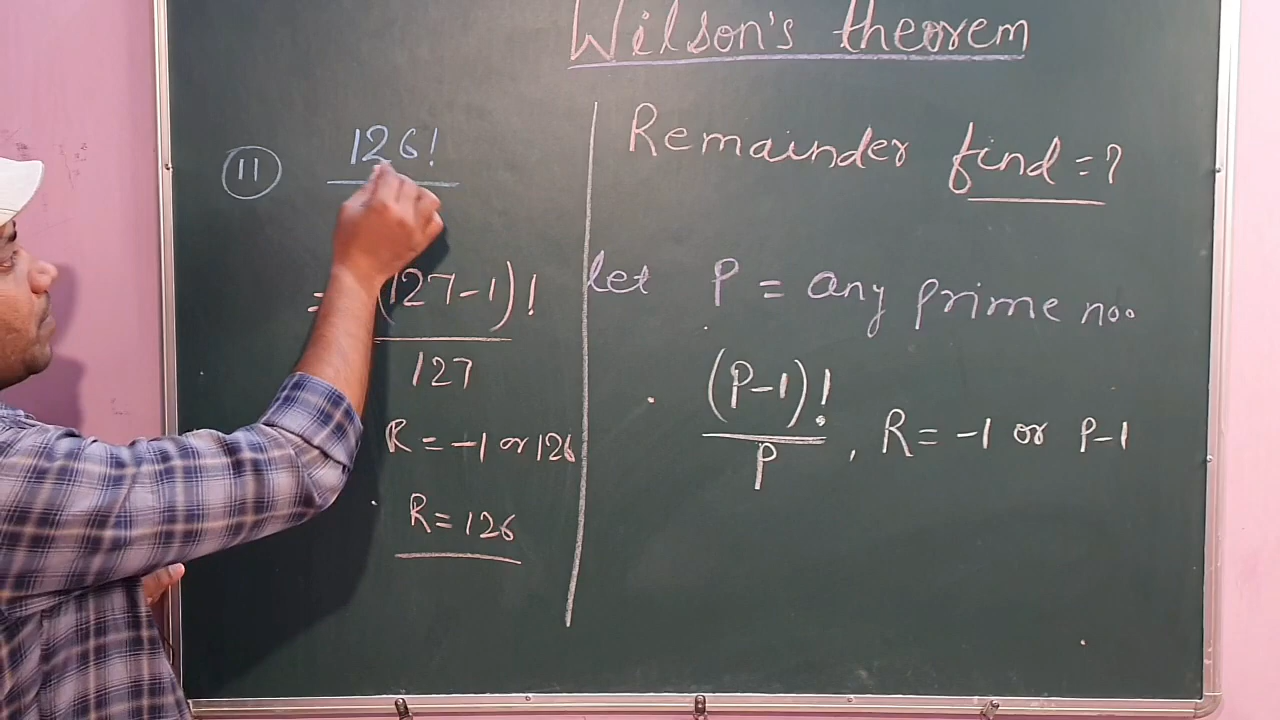 Wilson's theorem
11
126!
= (127-1)!
127
R = -1 or 126
R = 126
Remainder find = ?
let P = any prime no.
(P-1)!
P
, R = -1 or P-1